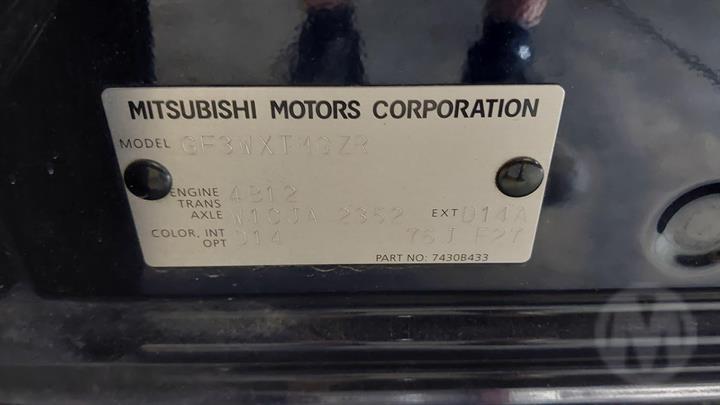 MITSUBISHI MOTORS CORPORATION
MODEL GF3WXTMGZR
ENGINE 4B12
TRANS
AXLE W1CJA 2352 EXT D14A
COLOR, INT D14 76J F27
OPT
PART NO: 7430B433
M